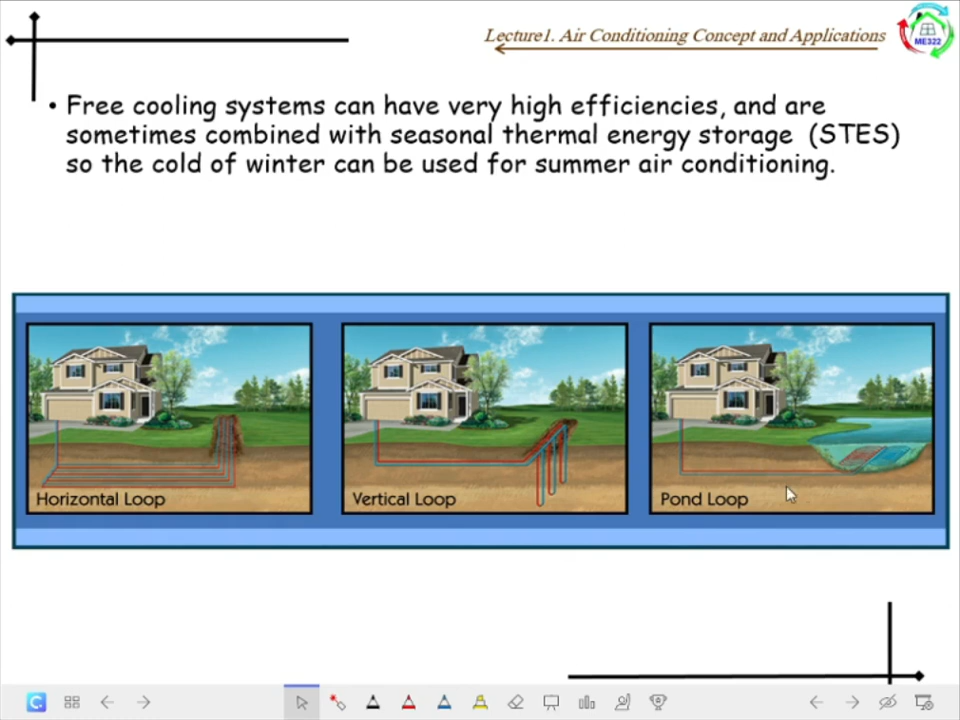 Lecture1. Air Conditioning Concept and Applications
ME322
• Free cooling systems can have very high efficiencies, and are
sometimes combined with seasonal thermal energy storage (STES)
so the cold of winter can be used for summer air conditioning.
Horizontal Loop
Vertical Loop
Pond Loop